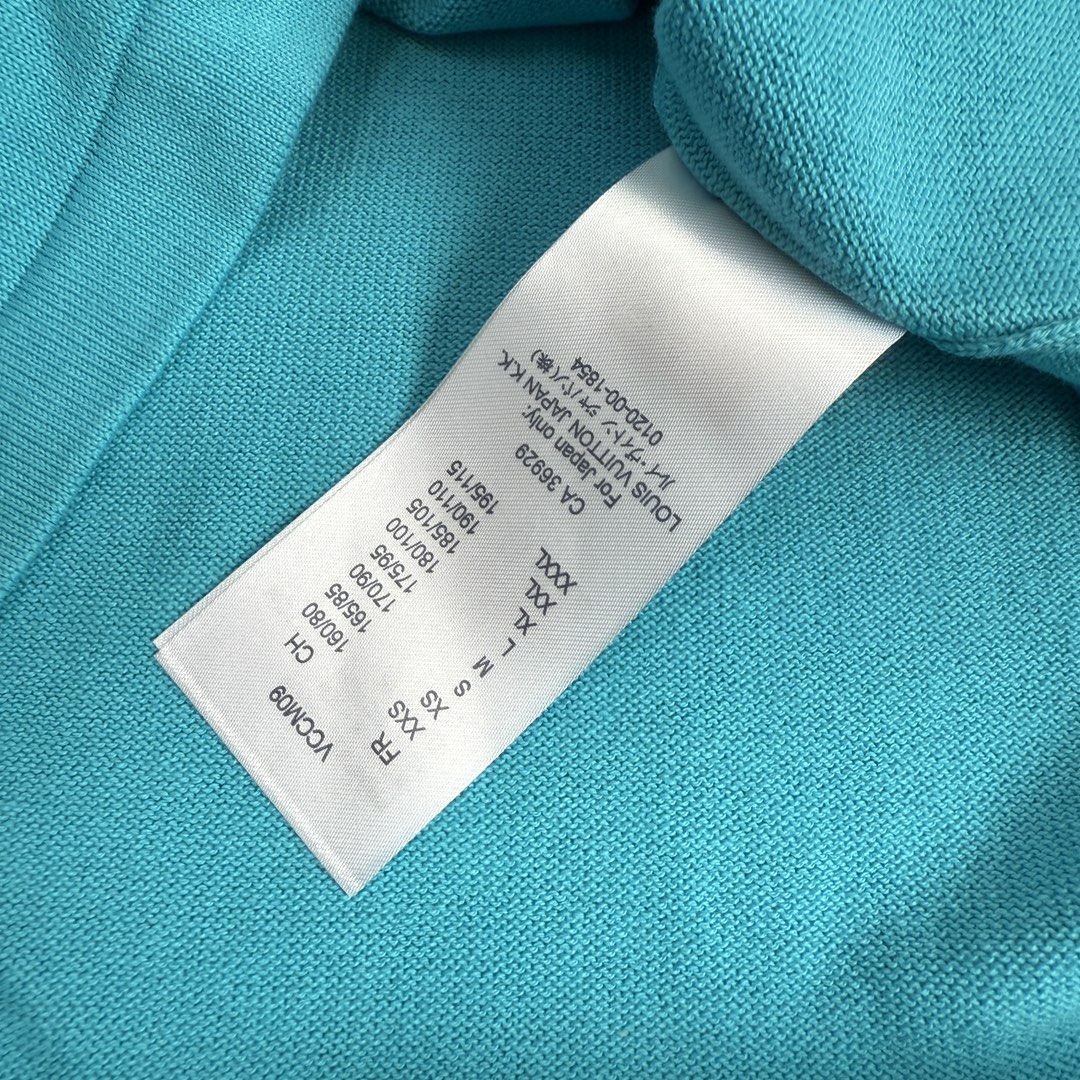 VCCM09
FR CH
XXS 160/80
XS 165/85
S 170/90
M 175/95
L 180/100
XL 185/105
XXL 190/110
XXXL 195/115
CA 36929
For Japan only:
LOUIS VUITTON JAPAN K.K.
ルイ・ヴィトン ジャパン(株)
0120-00-1854